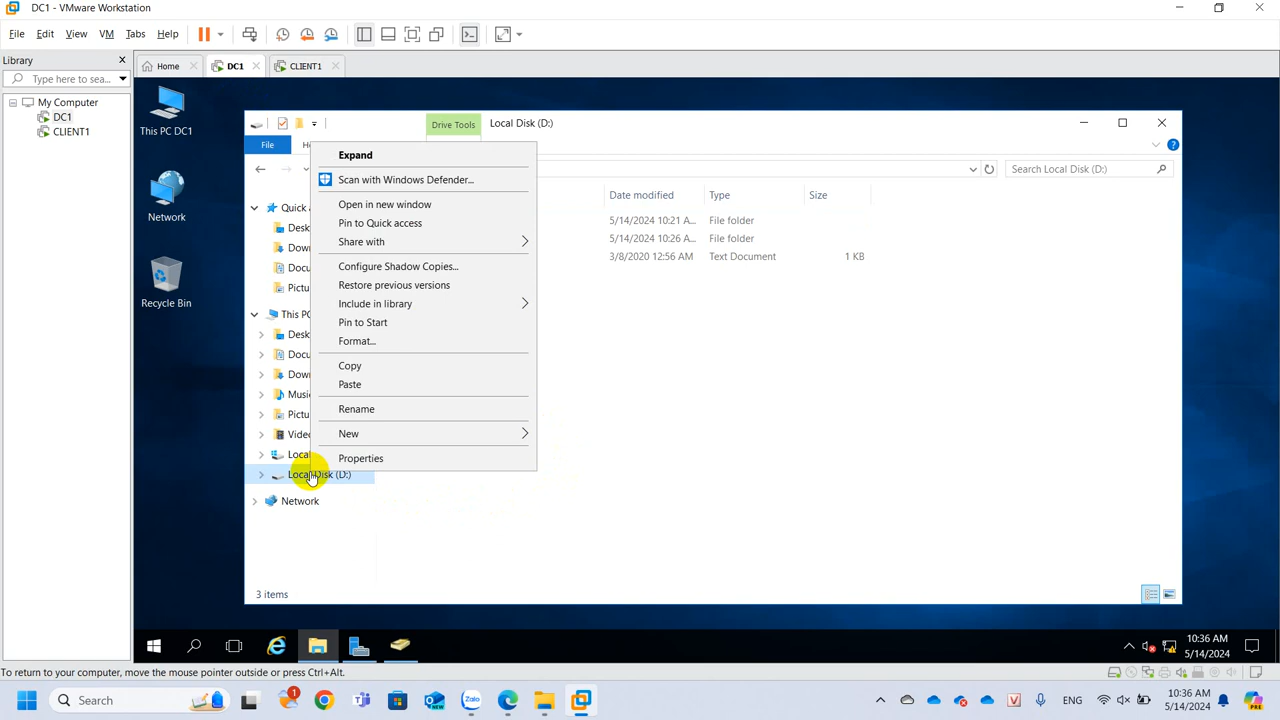 DC1 - VMware Workstation
File Edit View VM Tabs Help
Library
Type here to sea...
My Computer
DC1
CLIENT1
Home DC1 CLIENT1
This PC DC1
Network
Recycle Bin
Drive Tools Local Disk (D:)
File
Search Local Disk (D:)
Date modified Type Size
5/14/2024 10:21 A... File folder
5/14/2024 10:26 A... File folder
3/8/2020 12:56 AM Text Document 1 KB
Quick
This PC
Local Disk (D:)
Network
Expand
Scan with Windows Defender...
Open in new window
Pin to Quick access
Share with
Configure Shadow Copies...
Restore previous versions
Include in library
Pin to Start
Format...
Copy
Paste
Rename
New
Properties
3 items
10:36 AM
5/14/2024
To return to your computer, move the mouse pointer outside or press Ctrl+Alt.
Search
1
Zalo
ENG
10:36 AM
5/14/2024